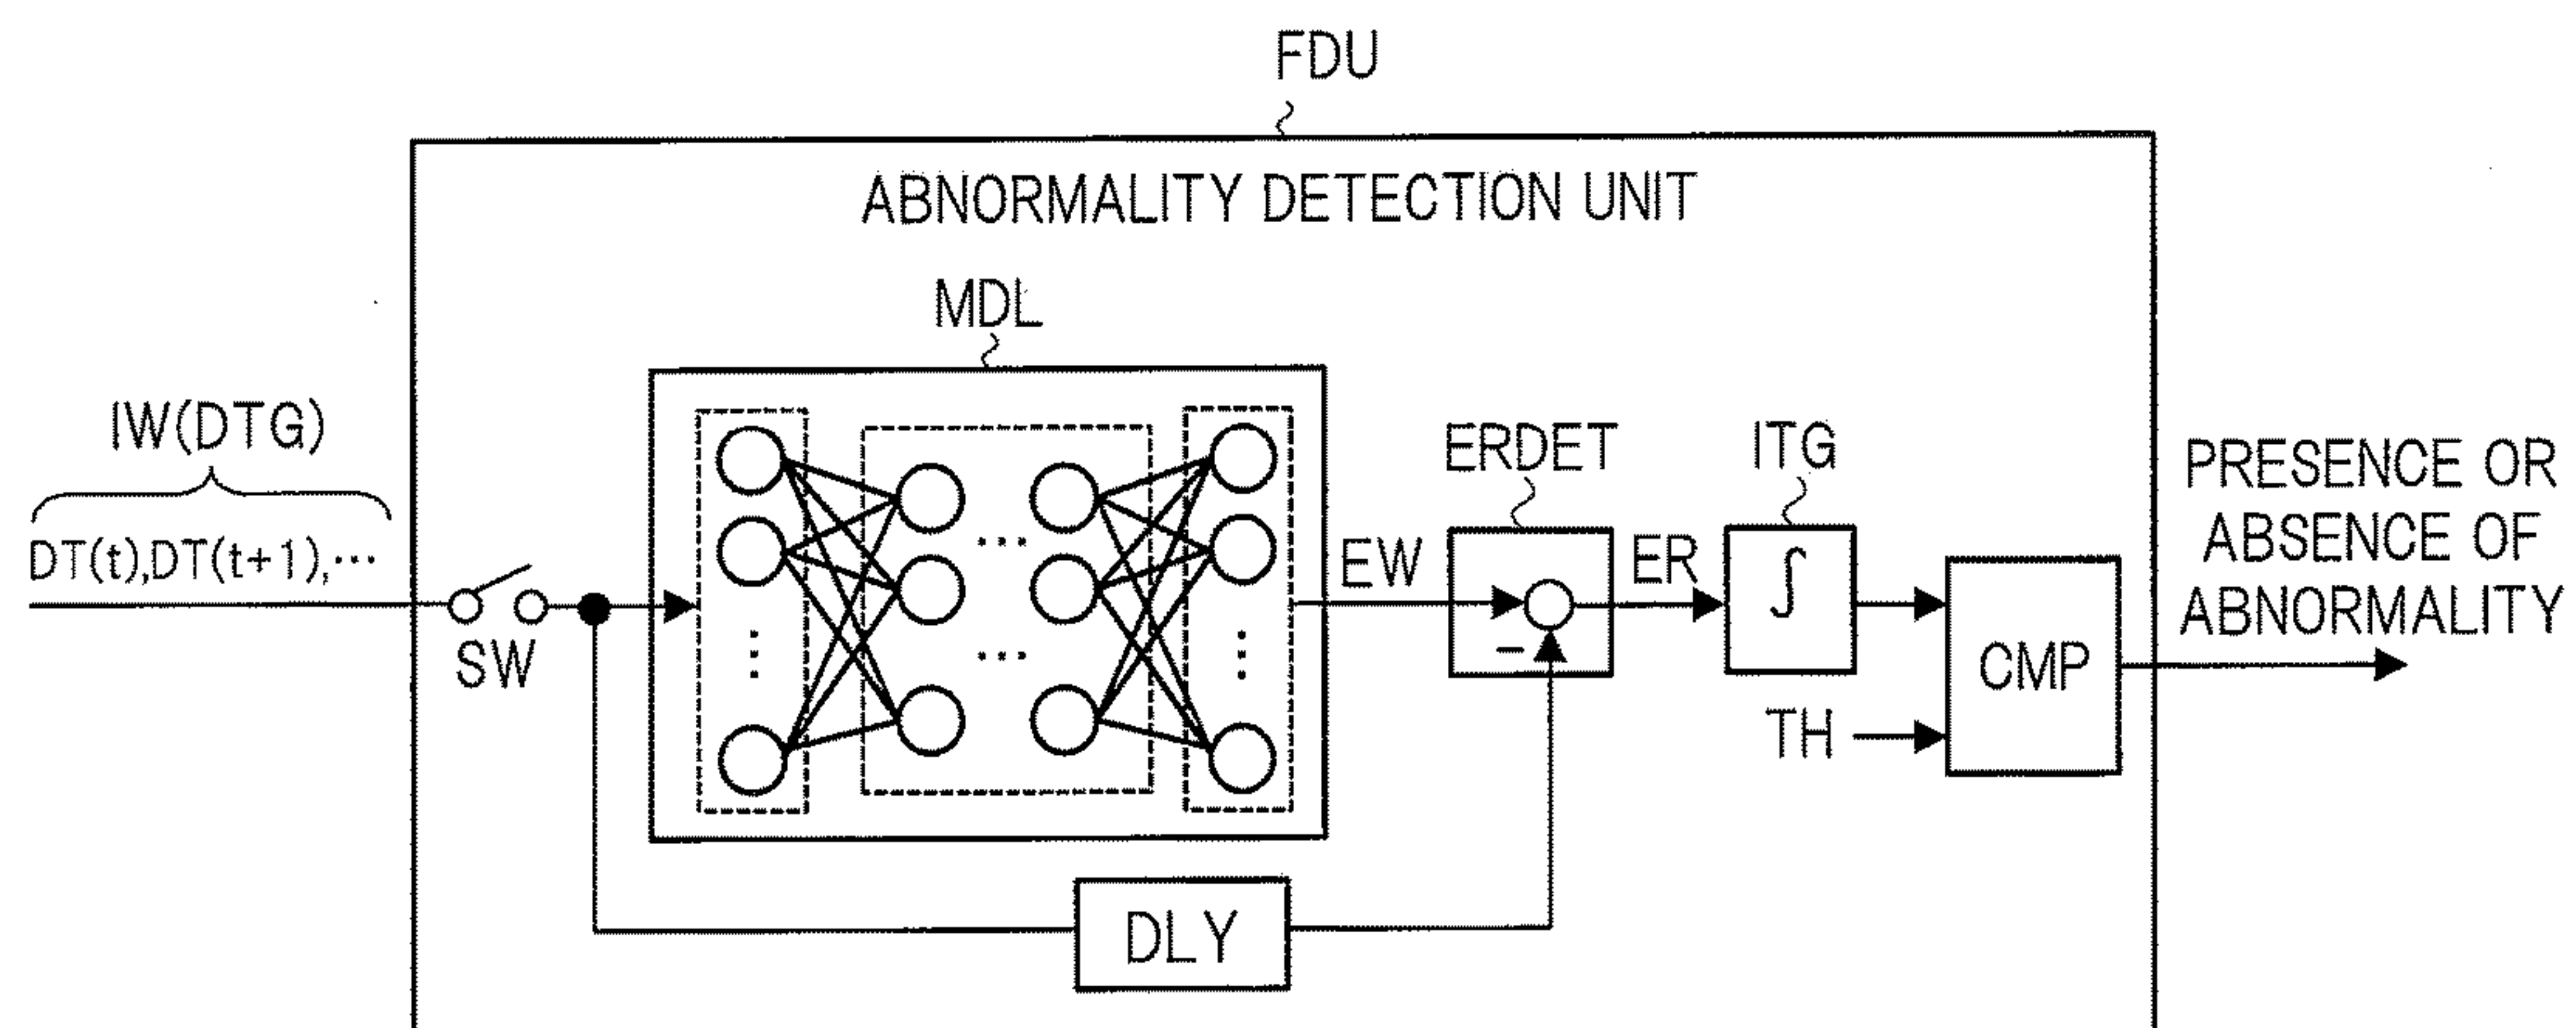 FDU
ABNORMALITY DETECTION UNIT
MDL
IW(DTG)
DT(t),DT(t+1),···
SW
EW
ERDET
ER
ITG
∫
−
TH
CMP
DLY
PRESENCE OR
ABSENCE OF
ABNORMALITY